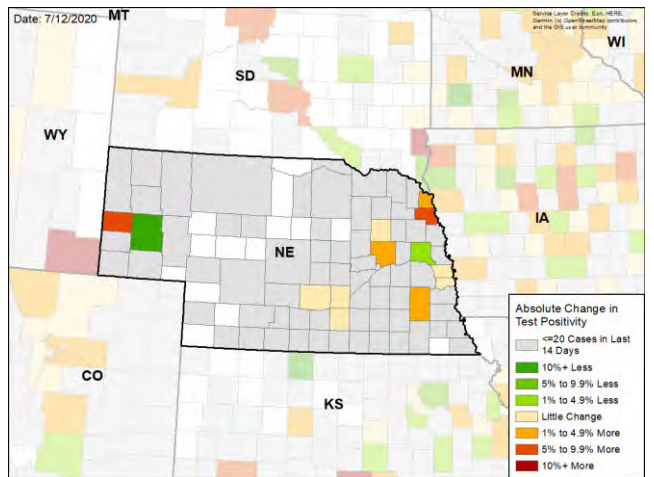 Date: 7/12/2020
Service Layer Credits: Esri, HERE,
Garmin, (c) OpenStreetMap contributors,
and the GIS user community
MT
WI
MN
SD
WY
IA
NE
CO
KS
Absolute Change in
Test Positivity
<=20 Cases in Last
14 Days
10%+ Less
5% to 9.9% Less
1% to 4.9% Less
Little Change
1% to 4.9% More
5% to 9.9% More
10%+ More